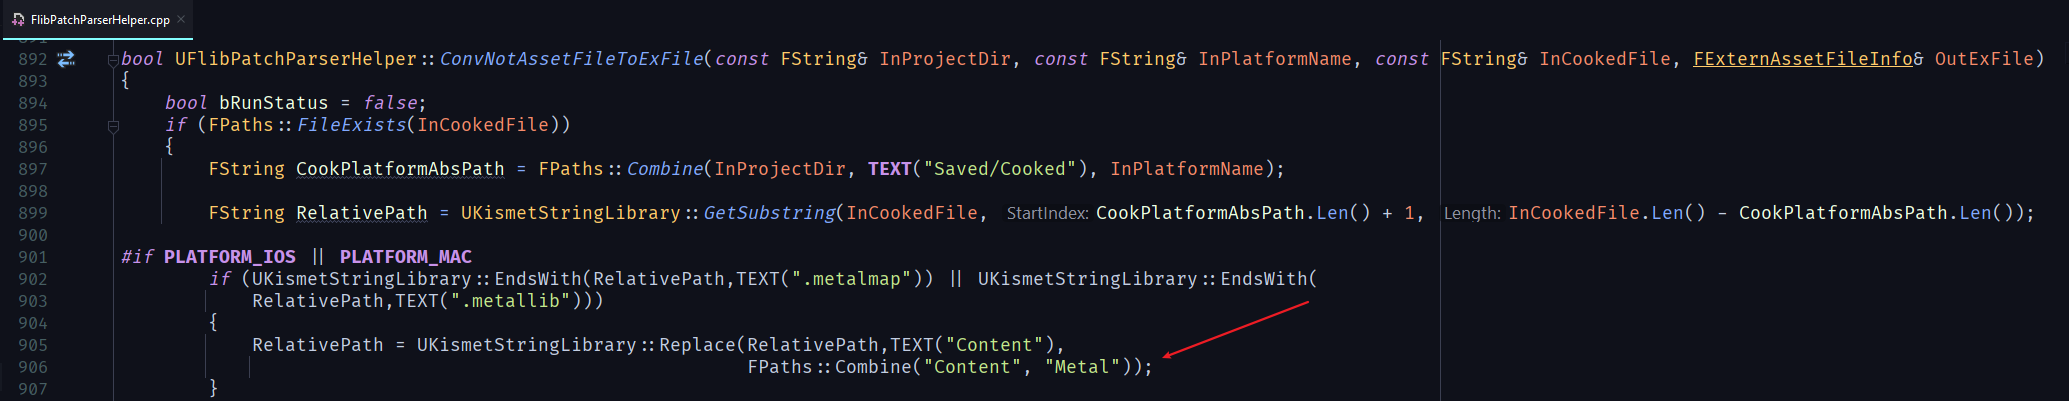 FlibPatchParserHelper.cpp ×
892 bool UFlibPatchParserHelper::ConvNotAssetFileToExFile(const FString& InProjectDir, const FString& InPlatformName, const FString& InCookedFile, FExternAssetFileInfo& OutExFile)
893 {
894 bool bRunStatus = false;
895 if (FPaths::FileExists(InCookedFile))
896 {
897 FString CookPlatformAbsPath = FPaths::Combine(InProjectDir, TEXT("Saved/Cooked"), InPlatformName);
898
899 FString RelativePath = UKismetStringLibrary::GetSubstring(InCookedFile, StartIndex: CookPlatformAbsPath.Len() + 1, Length: InCookedFile.Len() - CookPlatformAbsPath.Len());
900
901 #if PLATFORM_IOS || PLATFORM_MAC
902 if (UKismetStringLibrary::EndsWith(RelativePath,TEXT(".metalmap")) || UKismetStringLibrary::EndsWith(
903 RelativePath,TEXT(".metallib")))
904 {
905 RelativePath = UKismetStringLibrary::Replace(RelativePath,TEXT("Content"),
906 FPaths::Combine("Content", "Metal"));
907 }